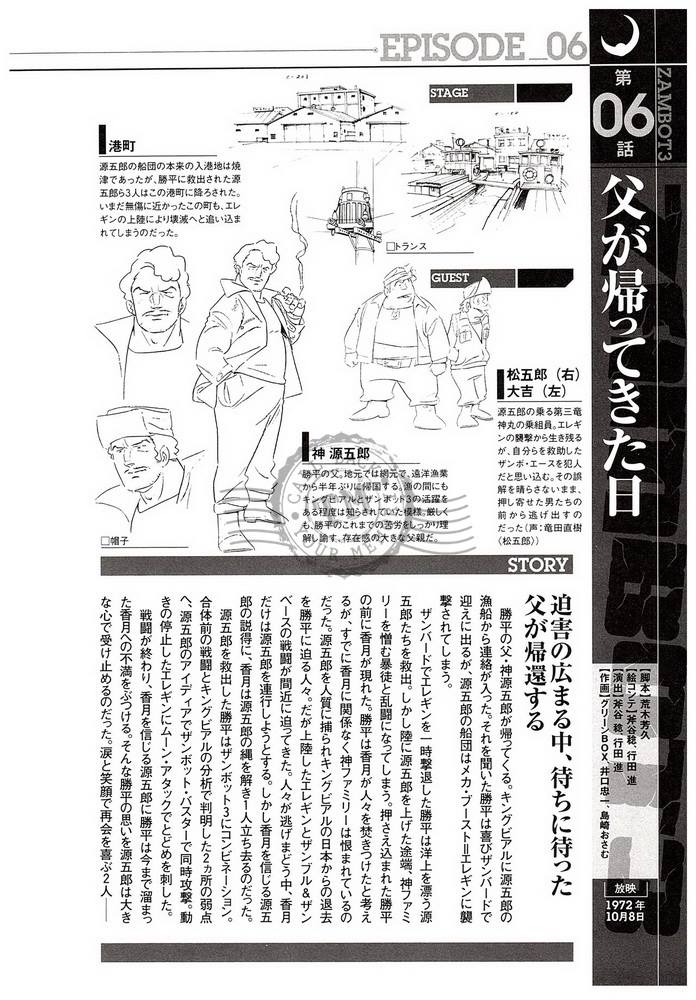 EPISODE_06
ZAMBOT3
第
06
話
父が帰ってきた日
【脚本】荒木芳久
【絵コンテ】斧谷 稔、行田 進
【演出】斧谷 稔、行田 進
【作画】グリーンBOX、井口忠一、島崎おさむ
［放映］
1972年
10月8日
STAGE
港町
源五郎の船団の本来の入港地は焼
津であったが、勝平に救出された源
五郎ら3人はこの港町に降ろされた。
いまだ無傷に近かったこの町も、エレ
ギンの上陸により壊滅へと追い込ま
れてしまうのだった。
□トランス
GUEST
松五郎（右）
大吉（左）
源五郎の乗る第三竜
神丸の乗組員。エレギ
ンの襲撃から生き残る
が、自分らを救助した
ザンボ・エースを犯人
だと思い込む。その誤
解を晴らさないまま、
押し寄せた男たちの
前から逃げ出すの
だった（声：竜田直樹
（松五郎））
神 源五郎
勝平の父。地元では網元で、遠洋漁業
から半年ぶりに帰国する。漁の間にも
キングビアルとザンボット3の活躍を
ある程度は知らされていた模様。厳しく
も、勝平のこれまでの苦労をしっかり理
解し諭す、存在感の大きな父親だ。
□帽子
STORY
迫害の広まる中、待ちに待った
父が帰還する
勝平の父・神源五郎が帰ってくる。キングビアルに源五郎の
漁船から連絡が入った。それを聞いた勝平は喜びザンバードで
迎えに出るが、源五郎の船団はメカ・ブースト＝エレギンに襲
撃されてしまう。
ザンバードでエレギンを一時撃退した勝平は洋上を漂う源
五郎たちを救出。しかし陸に源五郎を上げた途端、神ファミ
リーを憎む暴徒と乱闘になってしまう。押さえ込まれた勝平
の前に香月が現れた。勝平は香月が人々を焚きつけたと考え
るが、すでに香月に関係なく神ファミリーは恨まれているの
だった。源五郎を人質に捕られキングビアルの日本からの退去
を勝平に迫る人々。だが上陸したエレギンとザンブル＆ザン
ベースの戦闘が間近に迫ってきた。人々が逃げまどう中、香月
だけは源五郎を連行しようとする。しかし香月を信じる源五
郎の説得に、香月は源五郎の縄を解き1人立ち去るのだった。
源五郎を救出した勝平はザンボット3にコンビネーション。
合体前の戦闘とキングビアルの分析で判明した2ヵ所の弱点
へ、源五郎のアイディアでザンボット・バスターで同時攻撃。動
きの停止したエレギンにムーン・アタックでとどめを刺した。
戦闘が終わり、香月を信じる源五郎に勝平は今まで溜まっ
た香月への不満をぶつける。そんな勝平の思いを源五郎は大き
な心で受け止めるのだった。涙と笑顔で再会を喜ぶ2人――